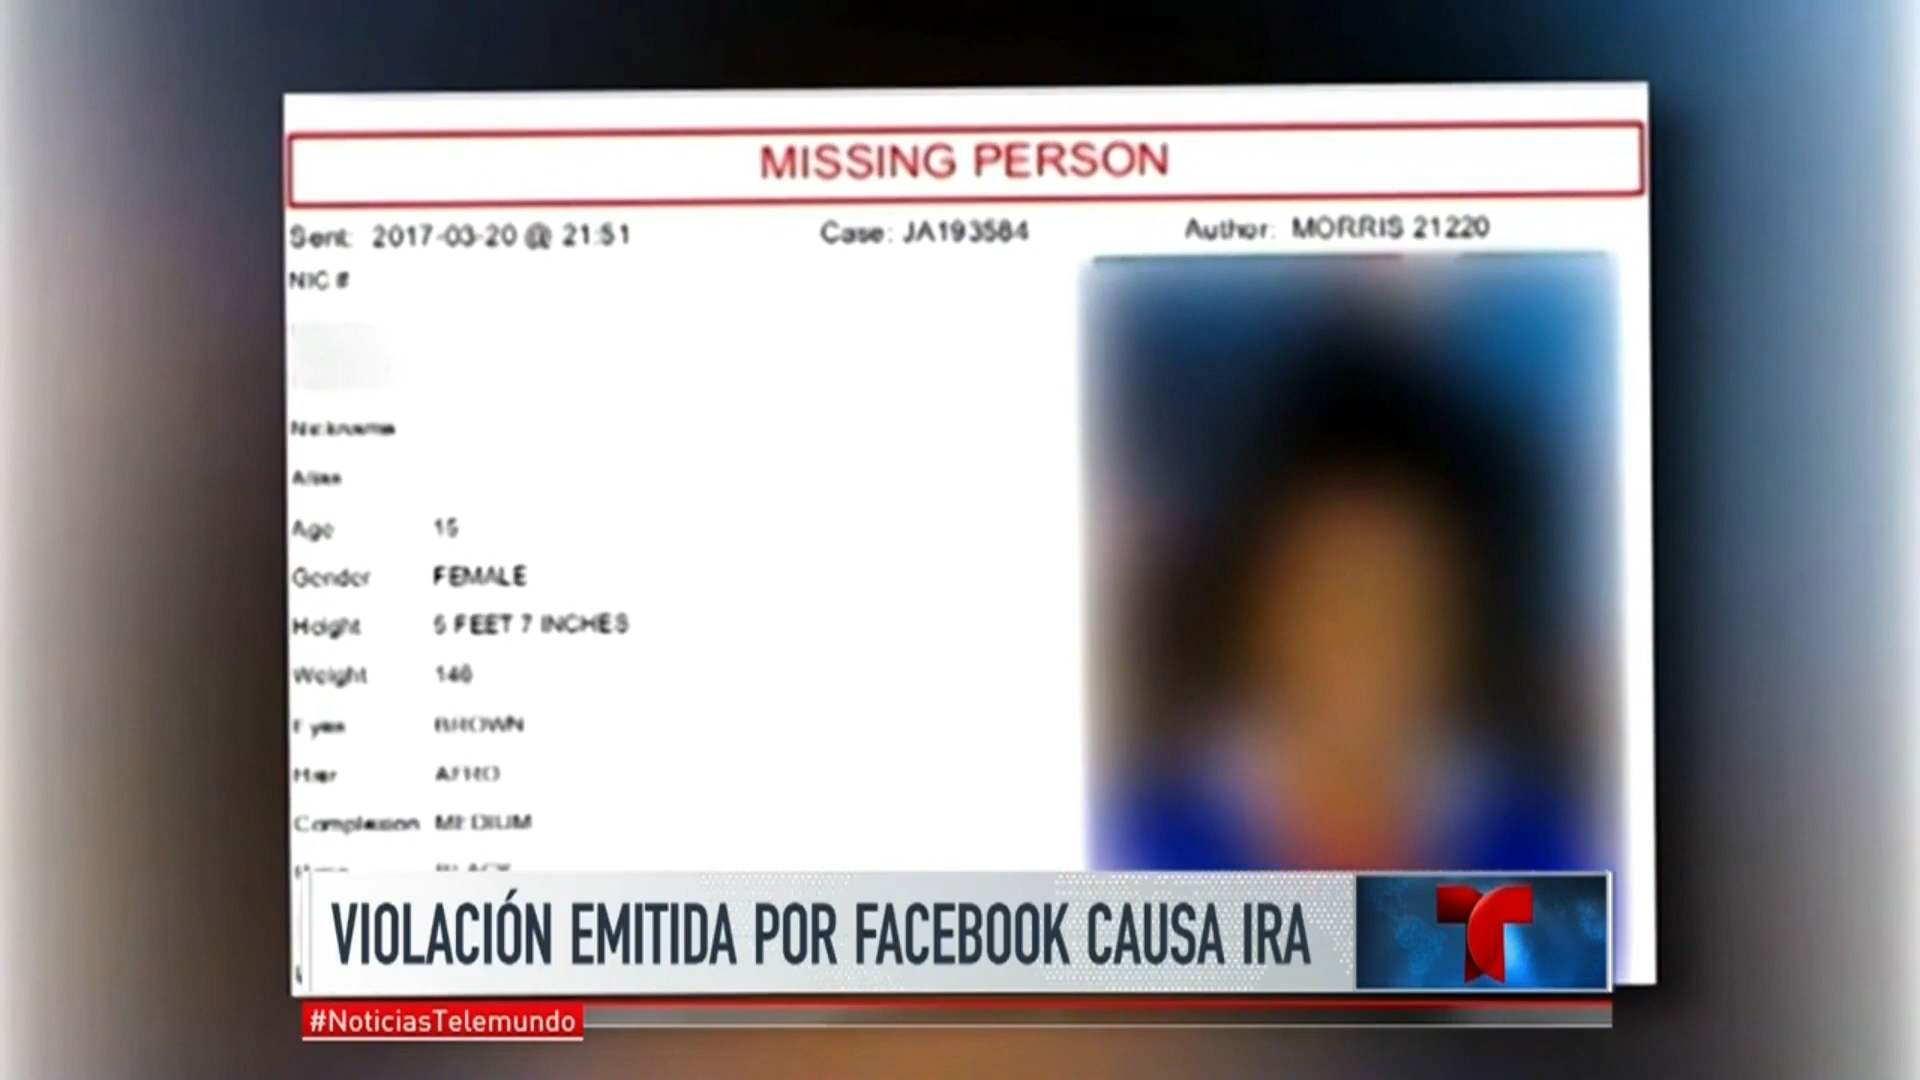 MISSING PERSON
Sent: 2017-03-20 @ 21:51 Case: JA193584 Author: MORRIS 21220
NIC #
Nickname
Alias
Age 15
Gender FEMALE
Height 5 FEET 7 INCHES
Weight 146
Eyes BROWN
Hair AFRO
Complexion MEDIUM
BLACK
VIOLACIÓN EMITIDA POR FACEBOOK CAUSA IRA
#NoticiasTelemundo